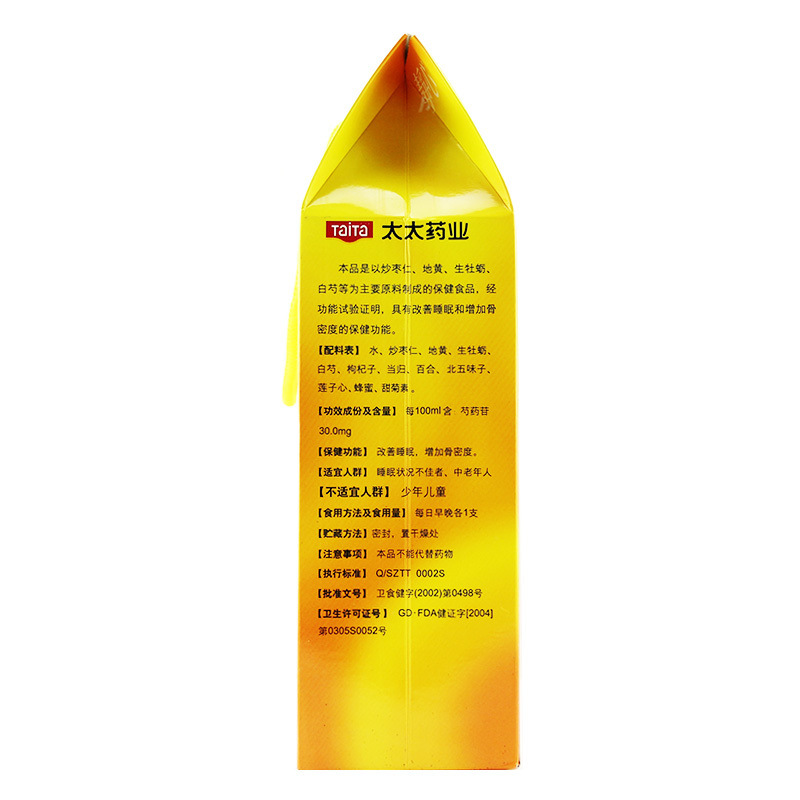 TaiTa 太太药业
本品是以炒枣仁、地黄、生牡蛎、
白芍等为主要原料制成的保健食品，经
功能试验证明，具有改善睡眠和增加骨
密度的保健功能。
【配料表】 水、炒枣仁、地黄、生牡蛎、
白芍、枸杞子、当归、百合、北五味子、
莲子心、蜂蜜、甜菊素。
【功效成份及含量】 每100ml含 芍药苷
30.0mg
【保健功能】 改善睡眠，增加骨密度。
【适宜人群】 睡眠状况不佳者、中老年人
【不适宜人群】 少年儿童
【食用方法及食用量】 每日早晚各1支
【贮藏方法】密封，置干燥处
【注意事项】 本品不能代替药物
【执行标准】 Q/SZTT 0002S
【批准文号】 卫食健字(2002)第0498号
【卫生许可证号】 GD·FDA健证字[2004]
第0305S0052号